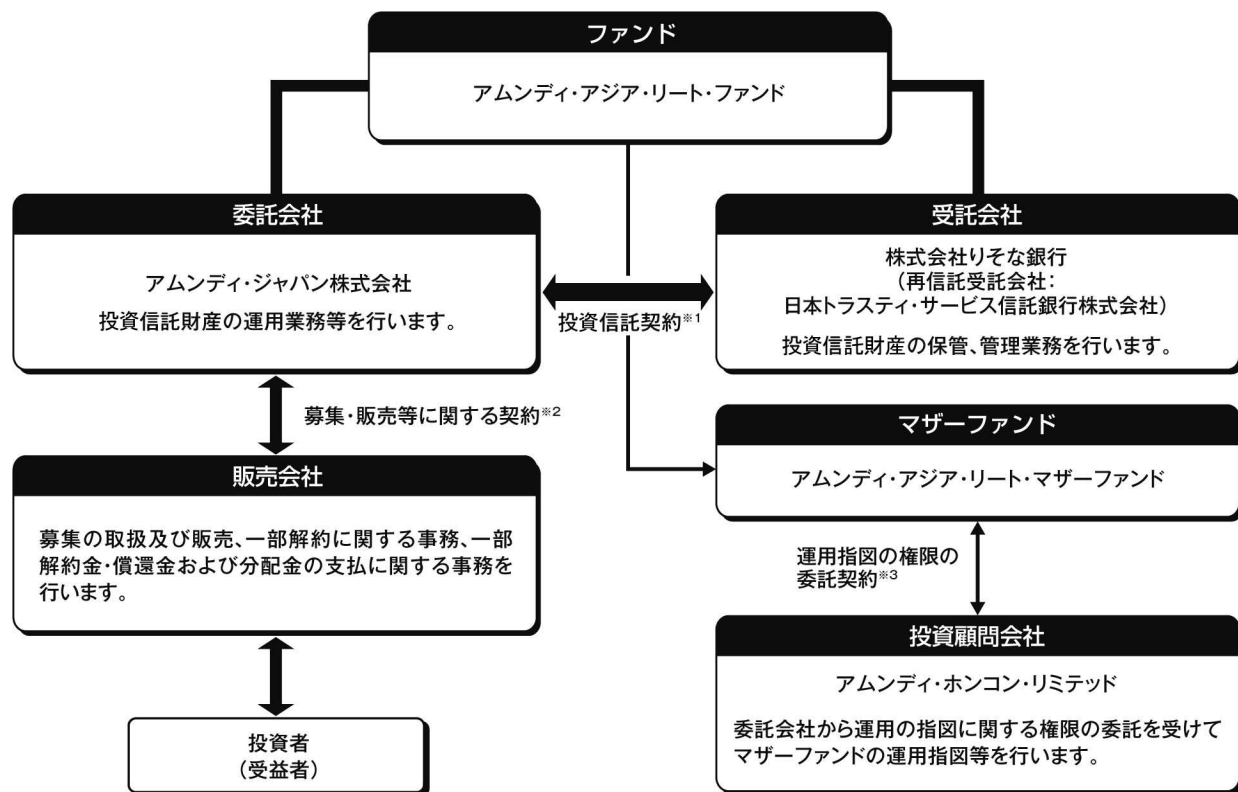 ファンド
アムンディ・アジア・リート・ファンド
委託会社
アムンディ・ジャパン株式会社
投資信託財産の運用業務等を行います。
投資信託契約※1
受託会社
株式会社りそな銀行
(再信託受託会社:
日本トラスティ・サービス信託銀行株式会社)
投資信託財産の保管、管理業務を行います。
募集・販売等に関する契約※2
販売会社
募集の取扱及び販売、一部解約に関する事務、一部
解約金・償還金および分配金の支払に関する事務を
行います。
マザーファンド
アムンディ・アジア・リート・マザーファンド
運用指図の権限の
委託契約※3
投資顧問会社
アムンディ・ホンコン・リミテッド
委託会社から運用の指図に関する権限の委託を受けて
マザーファンドの運用指図等を行います。
投資者
(受益者)